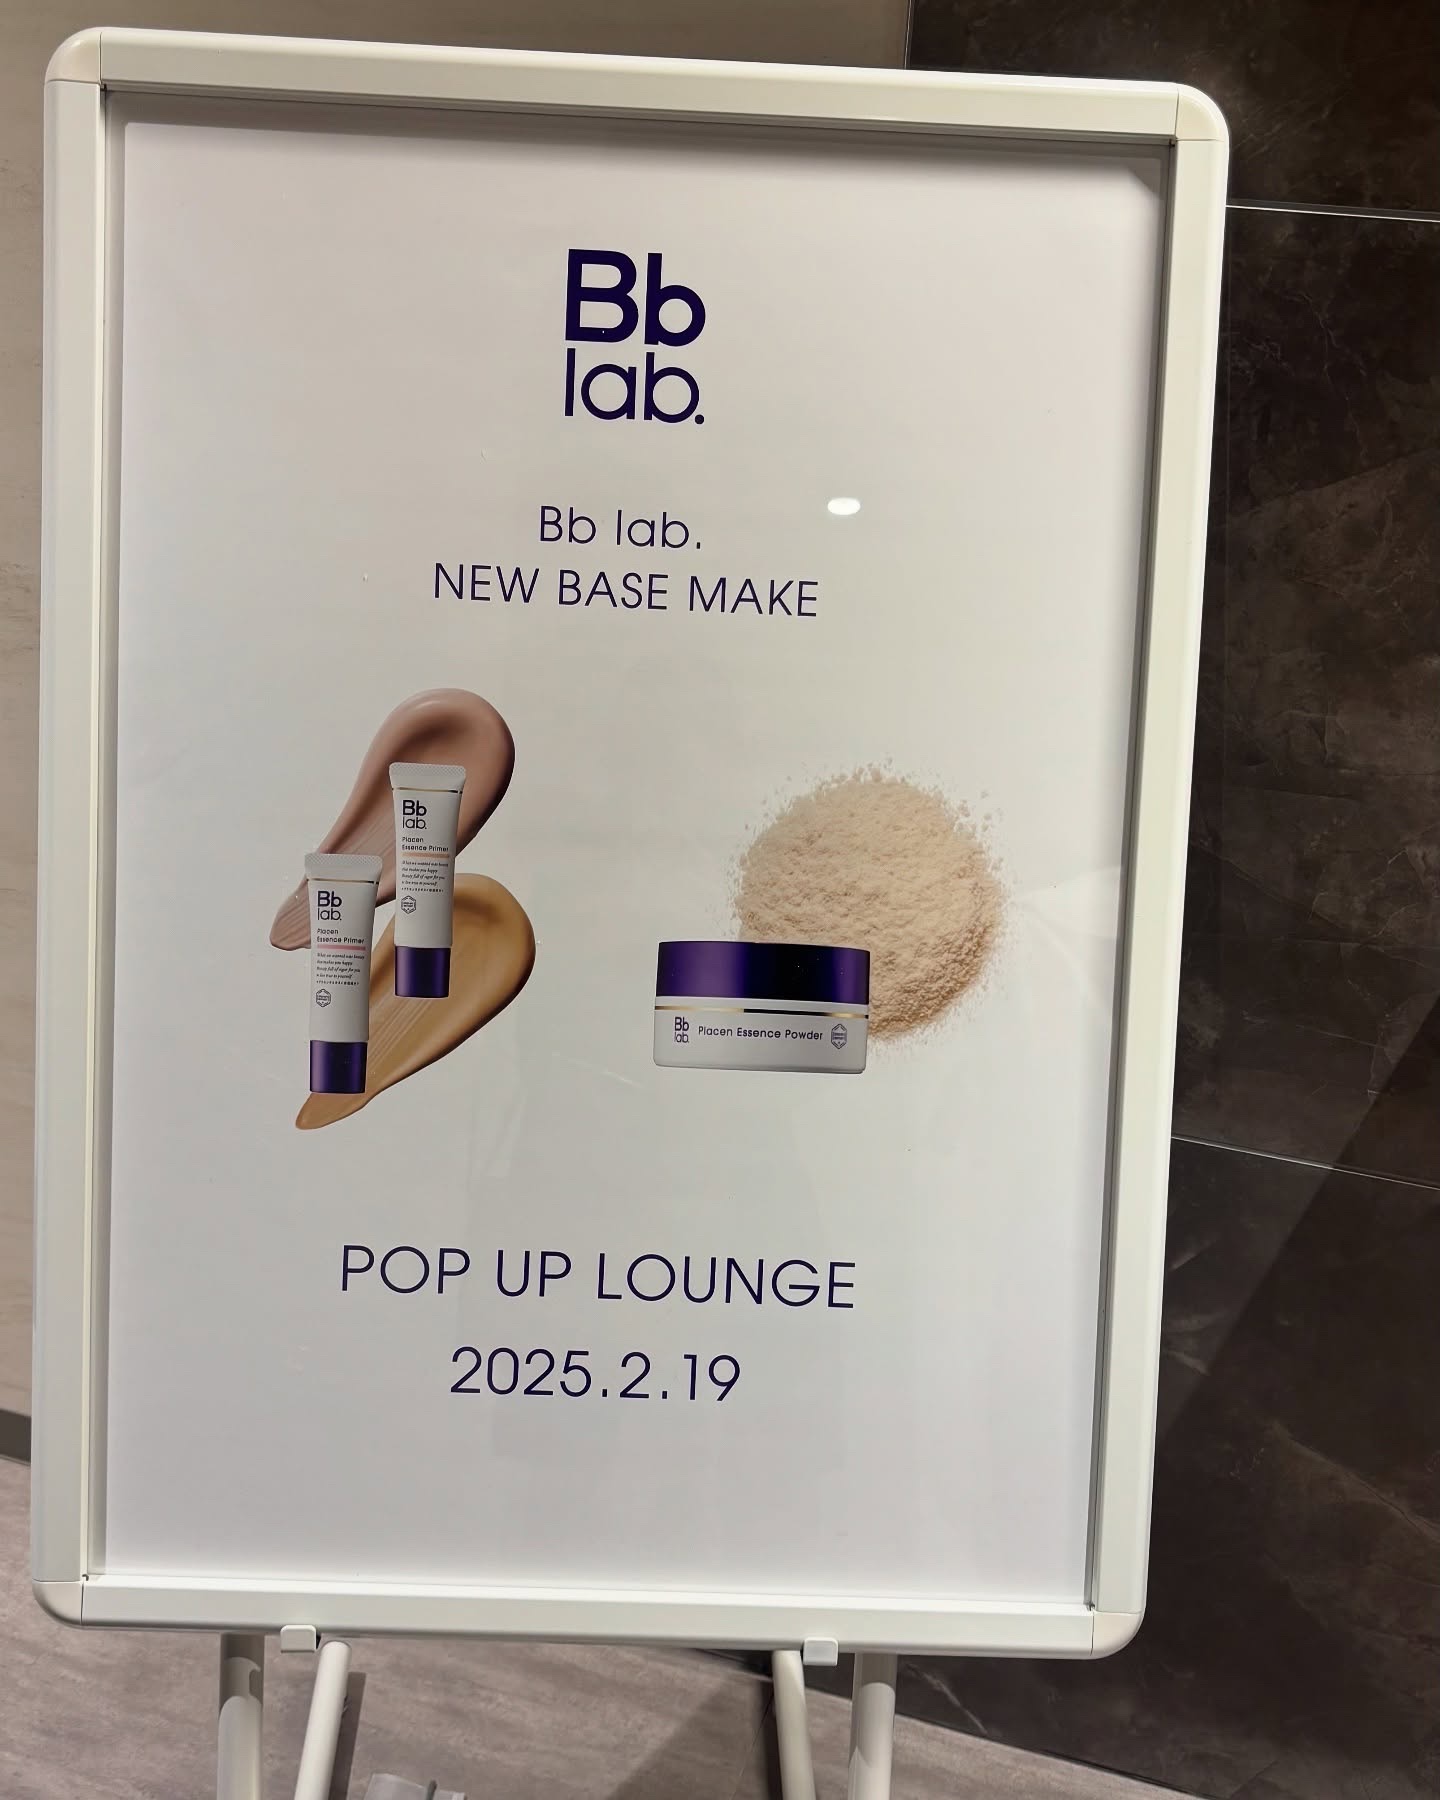 Bb
lab.
Bb lab.
NEW BASE MAKE
Bb
lab.
Placen
Essence Primer
Bb
lab.
Placen
Essence Primer
Bb
lab.
Placen Essence Powder
POP UP LOUNGE
2025.2.19